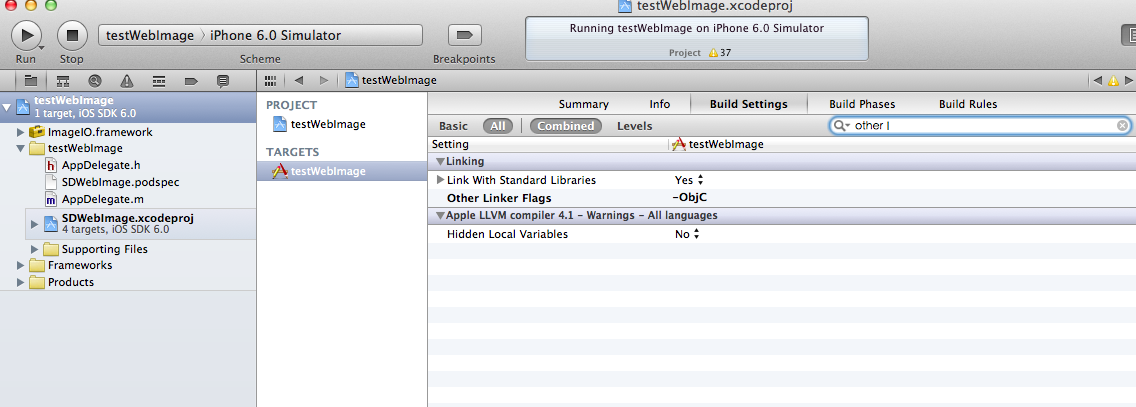 testWebImage.xcodeproj
testWebImage › iPhone 6.0 Simulator
Running testWebImage on iPhone 6.0 Simulator
Project 37
Run Stop Scheme Breakpoints
testWebImage
testWebImage
1 target, iOS SDK 6.0
ImageIO.framework
testWebImage
h AppDelegate.h
SDWebImage.podspec
m AppDelegate.m
SDWebImage.xcodeproj
4 targets, iOS SDK 6.0
Supporting Files
Frameworks
Products
PROJECT
testWebImage
TARGETS
testWebImage
Summary Info Build Settings Build Phases Build Rules
Basic All Combined Levels other l
Setting testWebImage
Linking
Link With Standard Libraries Yes
Other Linker Flags -ObjC
Apple LLVM compiler 4.1 - Warnings - All languages
Hidden Local Variables No